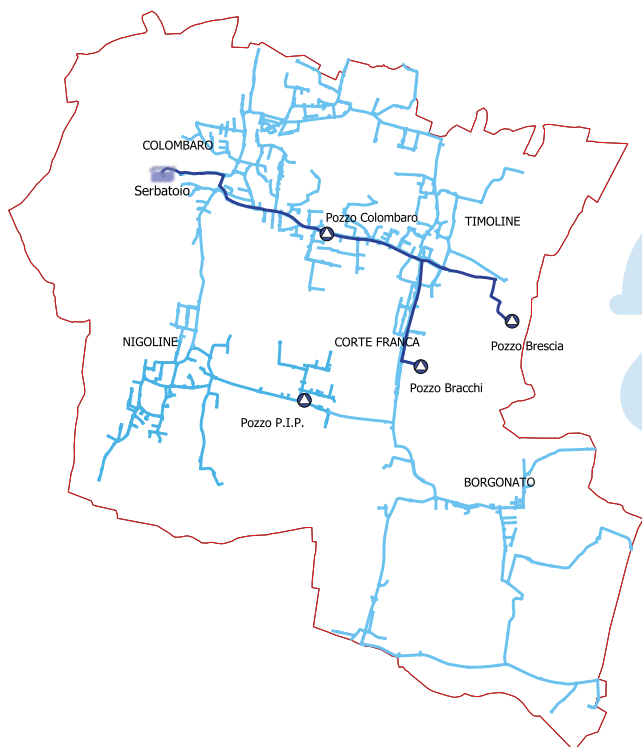 COLOMBARO
Serbatoio
Pozzo Colombaro
TIMOLINE
NIGOLINE
CORTE FRANCA
Pozzo Brescia
Pozzo Bracchi
Pozzo P.I.P.
BORGONATO